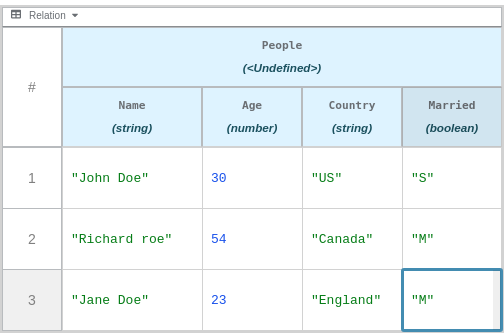 Relation
#
People
(<Undefined>)
Name Age Country Married
(string) (number) (string) (boolean)
1 "John Doe" 30 "US" "S"
2 "Richard roe" 54 "Canada" "M"
3 "Jane Doe" 23 "England" "M"